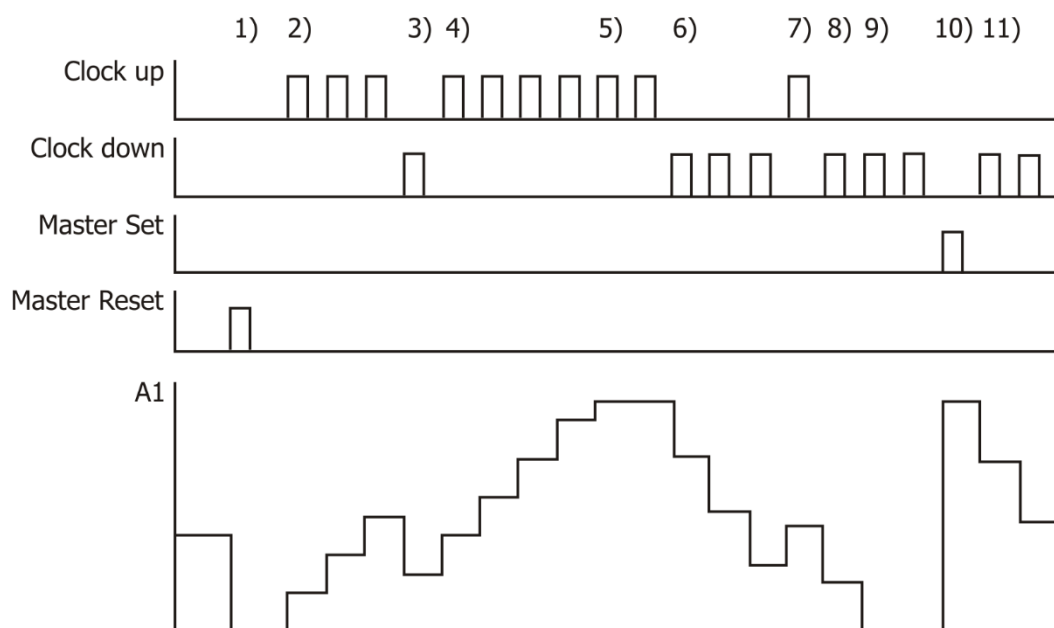 1) 2) 3) 4) 5) 6) 7) 8) 9) 10) 11)
Clock up
Clock down
Master Set
Master Reset
A1